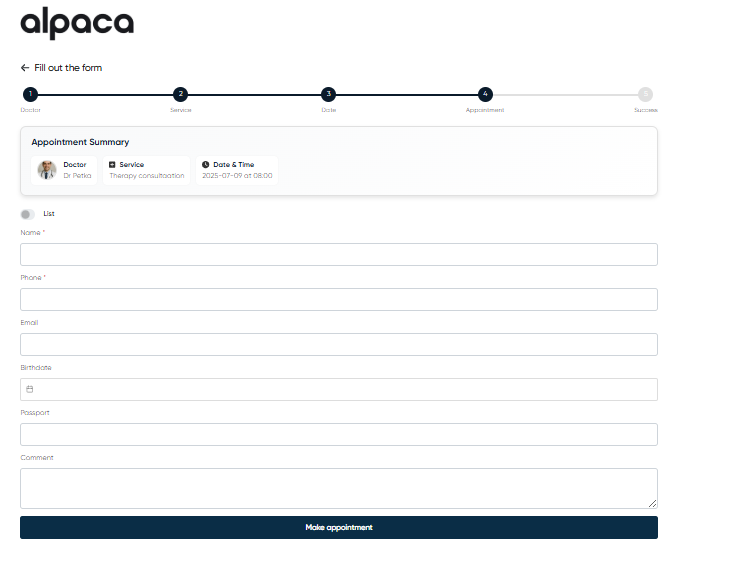 alpaca
← Fill out the form
1 2 3 4 5
Doctor Service Date Appointment Success
Appointment Summary
Doctor Service Date & Time
Dr Petka Therapy consultaation 2025-07-09 at 08:00
List
Name *
Phone *
Email
Birthdate
Passport
Comment
Make appointment